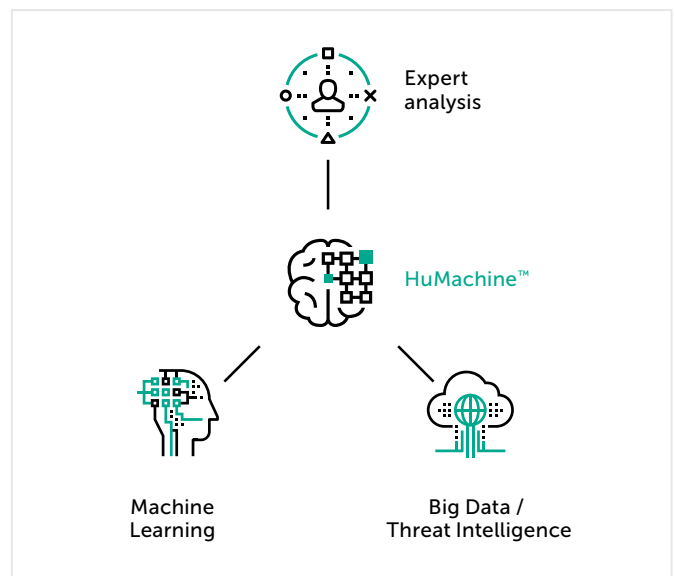 Expert
analysis
HuMachine™
Machine
Learning
Big Data /
Threat Intelligence